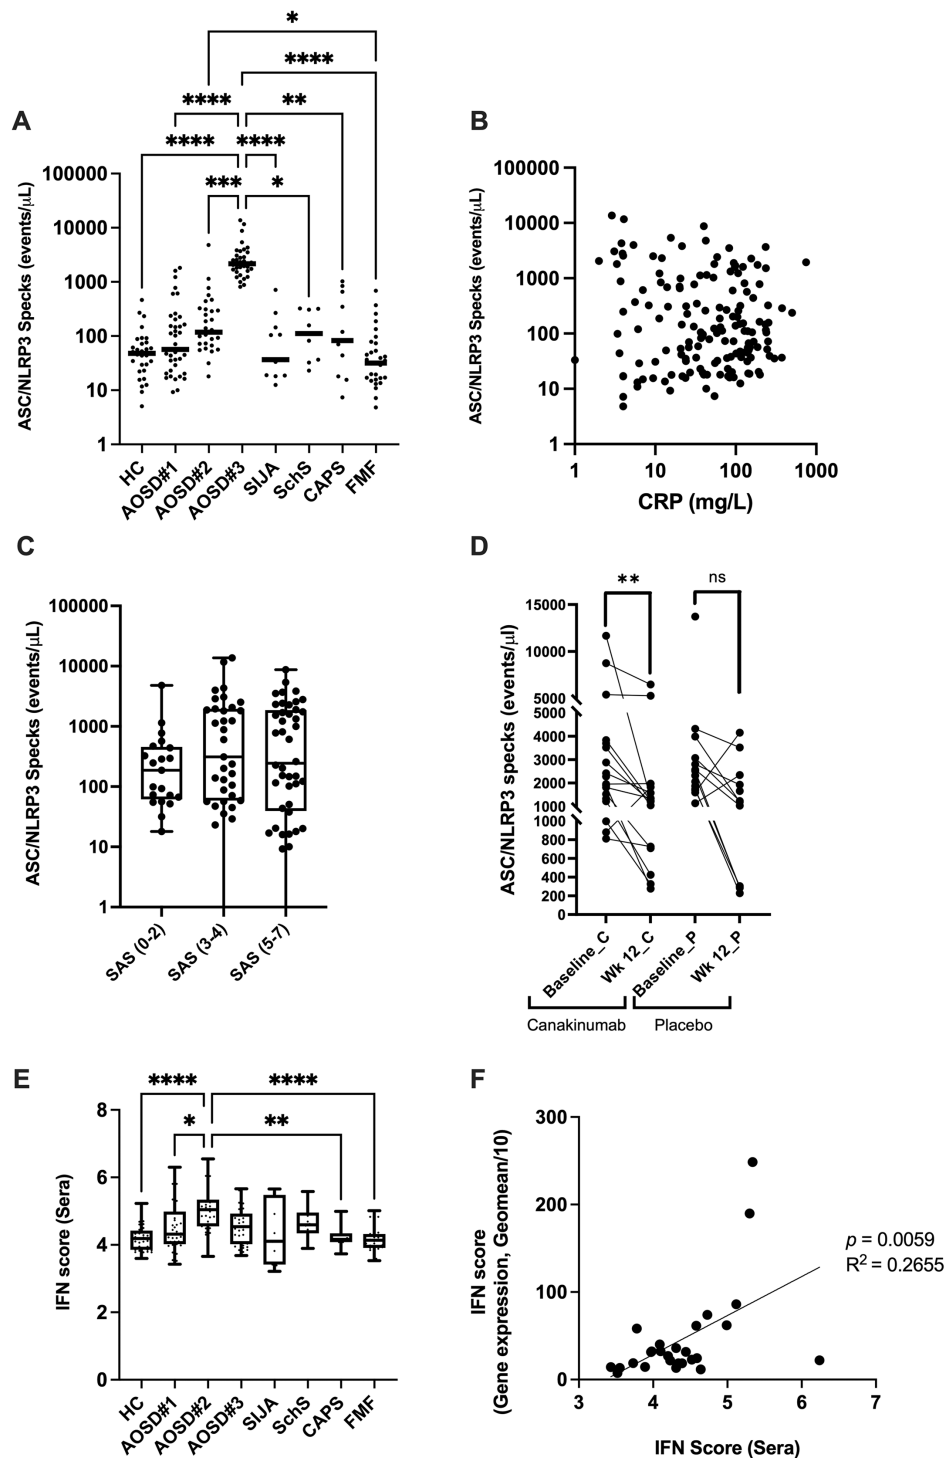 A
*
****
**** **
**** ****
*** *
ASC/NLRP3 Specks (events/μL)
100000
10000
1000
100
10
1
HC
AOSD#1
AOSD#2
AOSD#3
SIJA
SchS
CAPS
FMF
B
ASC/NLRP3 Specks (events/μL)
100000
10000
1000
100
10
1
1 10 100 1000
CRP (mg/L)
C
ASC/NLRP3 Specks (events/μL)
100000
10000
1000
100
10
1
SAS (0-2)
SAS (3-4)
SAS (5-7)
D
** ns
ASC/NLRP3 specks (events/μl)
15000
10000
5000
5000
4000
3000
2000
1000
1000
800
600
400
200
0
Baseline_C
Wk 12_C
Baseline_P
Wk 12_P
Canakinumab Placebo
E
**** ****
* **
IFN score (Sera)
8
6
4
2
0
HC
AOSD#1
AOSD#2
AOSD#3
SIJA
SchS
CAPS
FMF
F
IFN score
(Gene expression, Geomean/10)
300
200
100
0
p = 0.0059
R² = 0.2655
3 4 5 6 7
IFN Score (Sera)